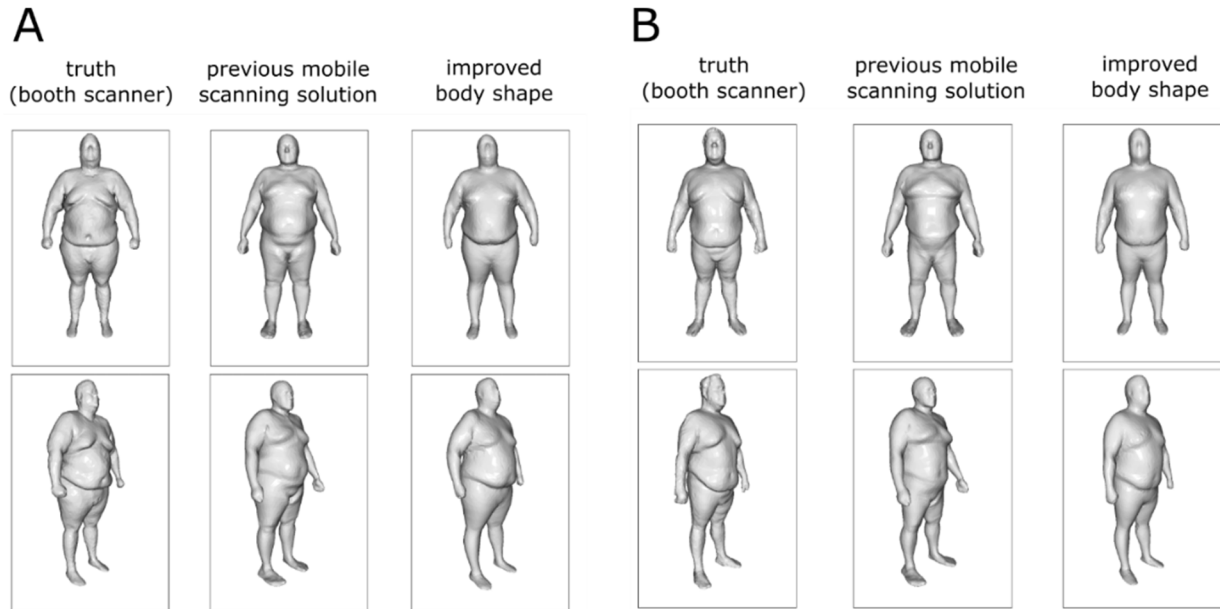 A
truth
(booth scanner)
previous mobile
scanning solution
improved
body shape
B
truth
(booth scanner)
previous mobile
scanning solution
improved
body shape